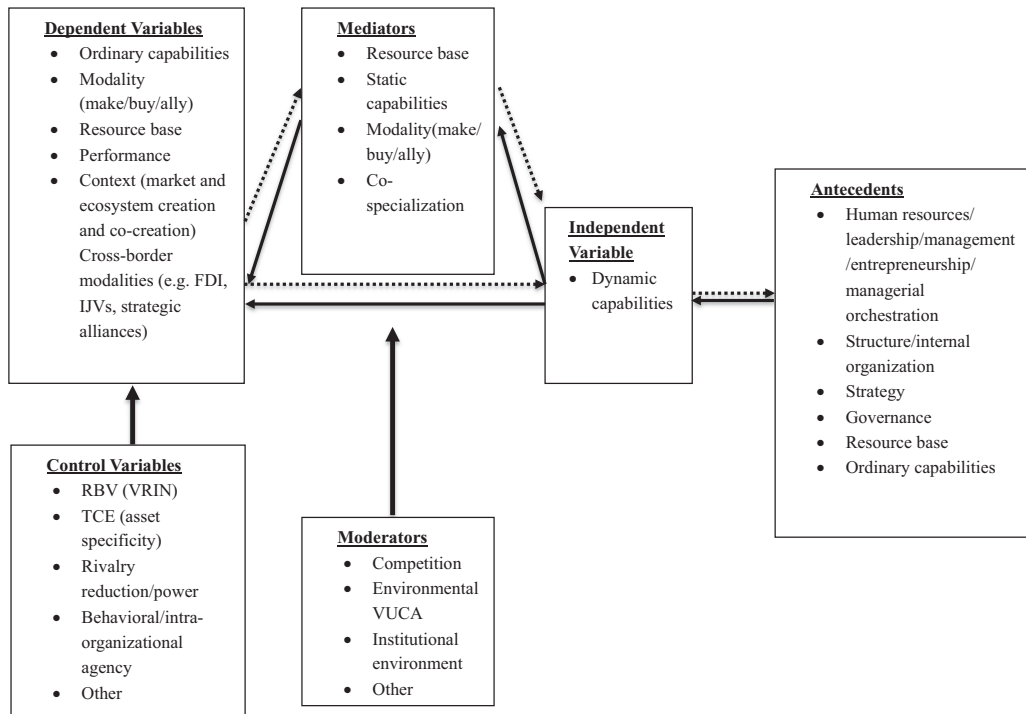 Dependent Variables
• Ordinary capabilities
• Modality
(make/buy/ally)
• Resource base
• Performance
• Context (market and
ecosystem creation
and co-creation)
Cross-border
modalities (e.g. FDI,
IJVs, strategic
alliances)
Mediators
• Resource base
• Static
capabilities
• Modality(make/
buy/ally)
• Co-
specialization
Independent
Variable
• Dynamic
capabilities
Antecedents
• Human resources/
leadership/management
/entrepreneurship/
managerial
orchestration
• Structure/internal
organization
• Strategy
• Governance
• Resource base
• Ordinary capabilities
Control Variables
• RBV (VRIN)
• TCE (asset
specificity)
• Rivalry
reduction/power
• Behavioral/intra-
organizational
agency
• Other
Moderators
• Competition
• Environmental
VUCA
• Institutional
environment
• Other